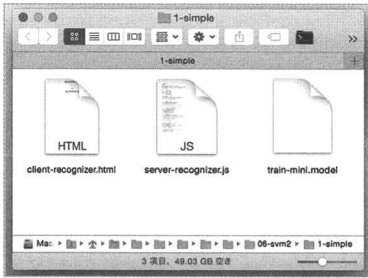 1-simple
1-simple
HTML
client-recognizer.html
JS
server-recognizer.js
train-mini.model
Mac
06-svm2
1-simple
3 項目、49.03 GB 空き